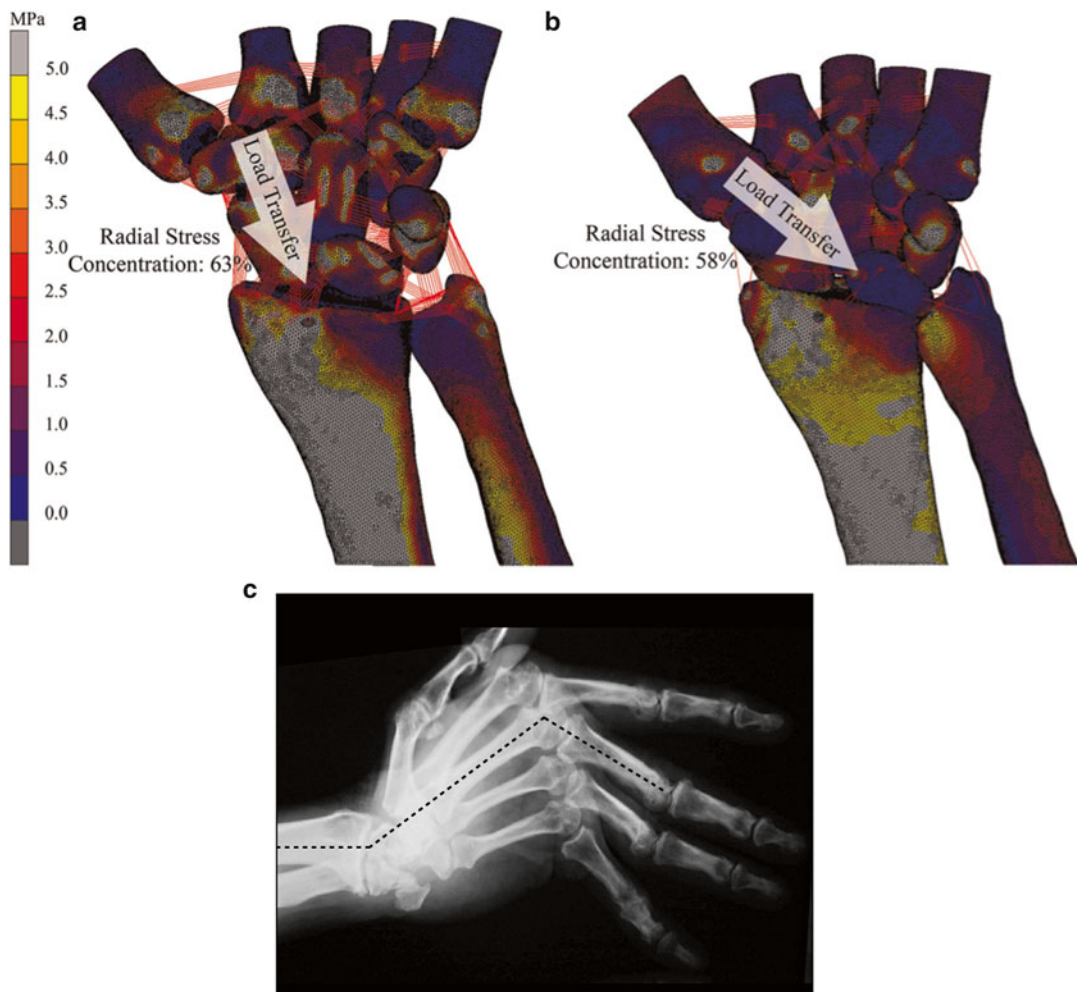 MPa
a
5.0
4.5
4.0
3.5
3.0
2.5
2.0
1.5
1.0
0.5
0.0
Load Transfer
Radial Stress
Concentration: 63%
b
Load Transfer
Radial Stress
Concentration: 58%
c